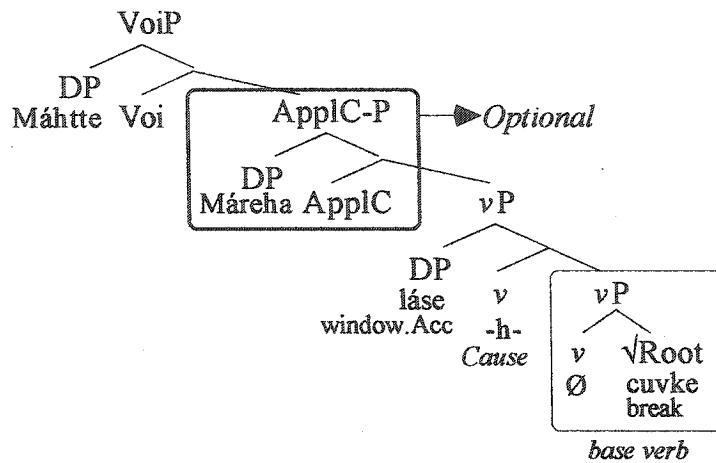 VoiP
DP
Máhtte Voi
ApplC-P
Optional
DP
Máreha ApplC
vP
DP
láse
window.Acc
v
-h-
Cause
vP
v √Root
Ø cuvke
break
base verb